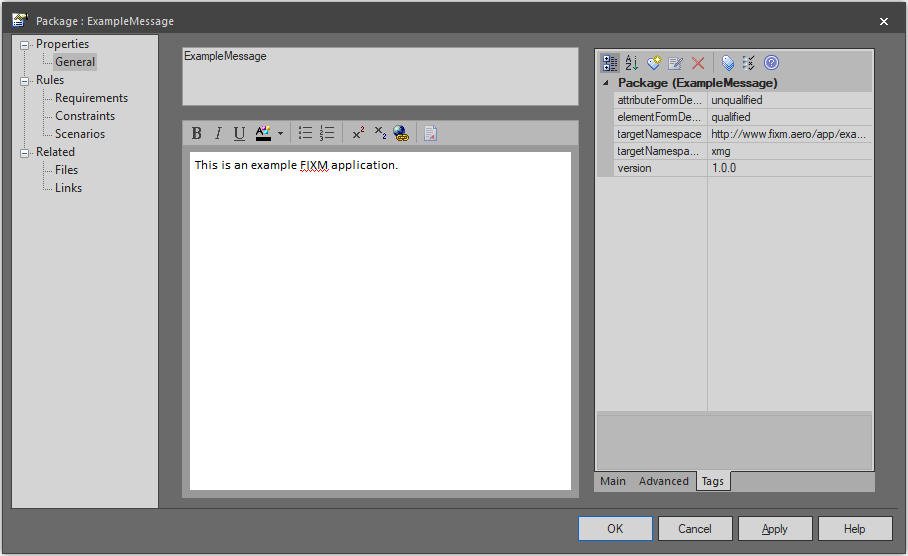 Package : ExampleMessage
Properties
General
Rules
Requirements
Constraints
Scenarios
Related
Files
Links
ExampleMessage
B I U A
This is an example FIXM application.
Package (ExampleMessage)
attributeFormDe... unqualified
elementFormDe... qualified
targetNamespace http://www.fixm.aero/app/exa...
targetNamespa... xmg
version 1.0.0
Main Advanced Tags
OK Cancel Apply Help